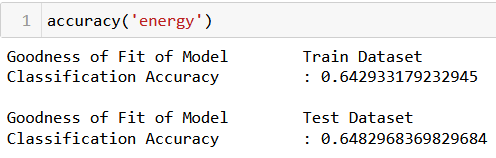 1 accuracy('energy')
Goodness of Fit of Model Train Dataset
Classification Accuracy : 0.642933179232945
Goodness of Fit of Model Test Dataset
Classification Accuracy : 0.6482968369829684